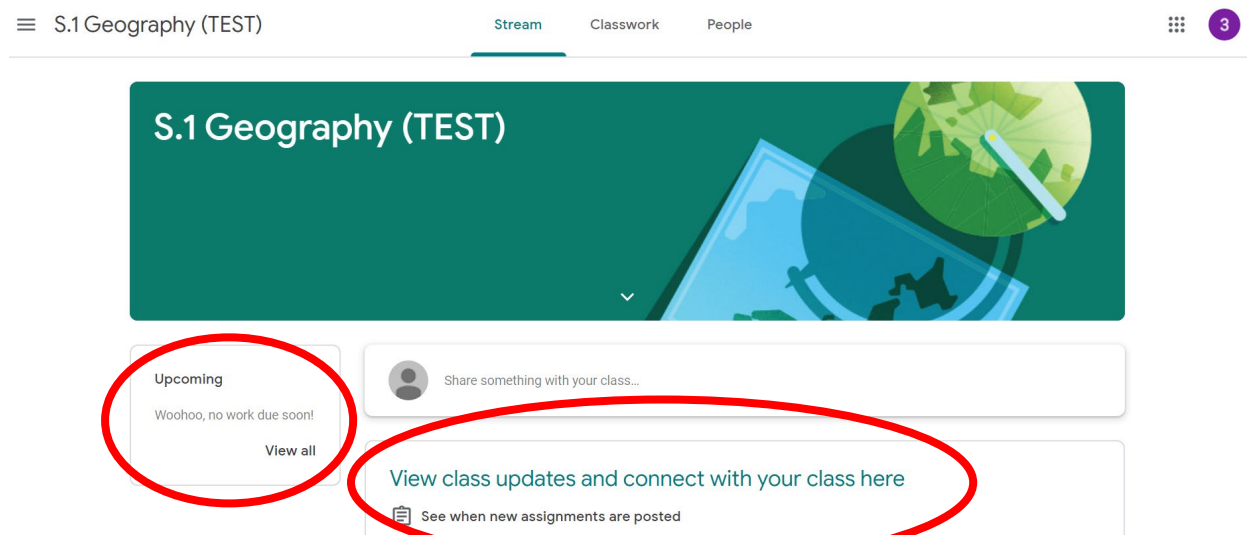 S.1 Geography (TEST)
Stream
Classwork
People
3
S.1 Geography (TEST)
Upcoming
Woohoo, no work due soon!
View all
Share something with your class...
View class updates and connect with your class here
See when new assignments are posted